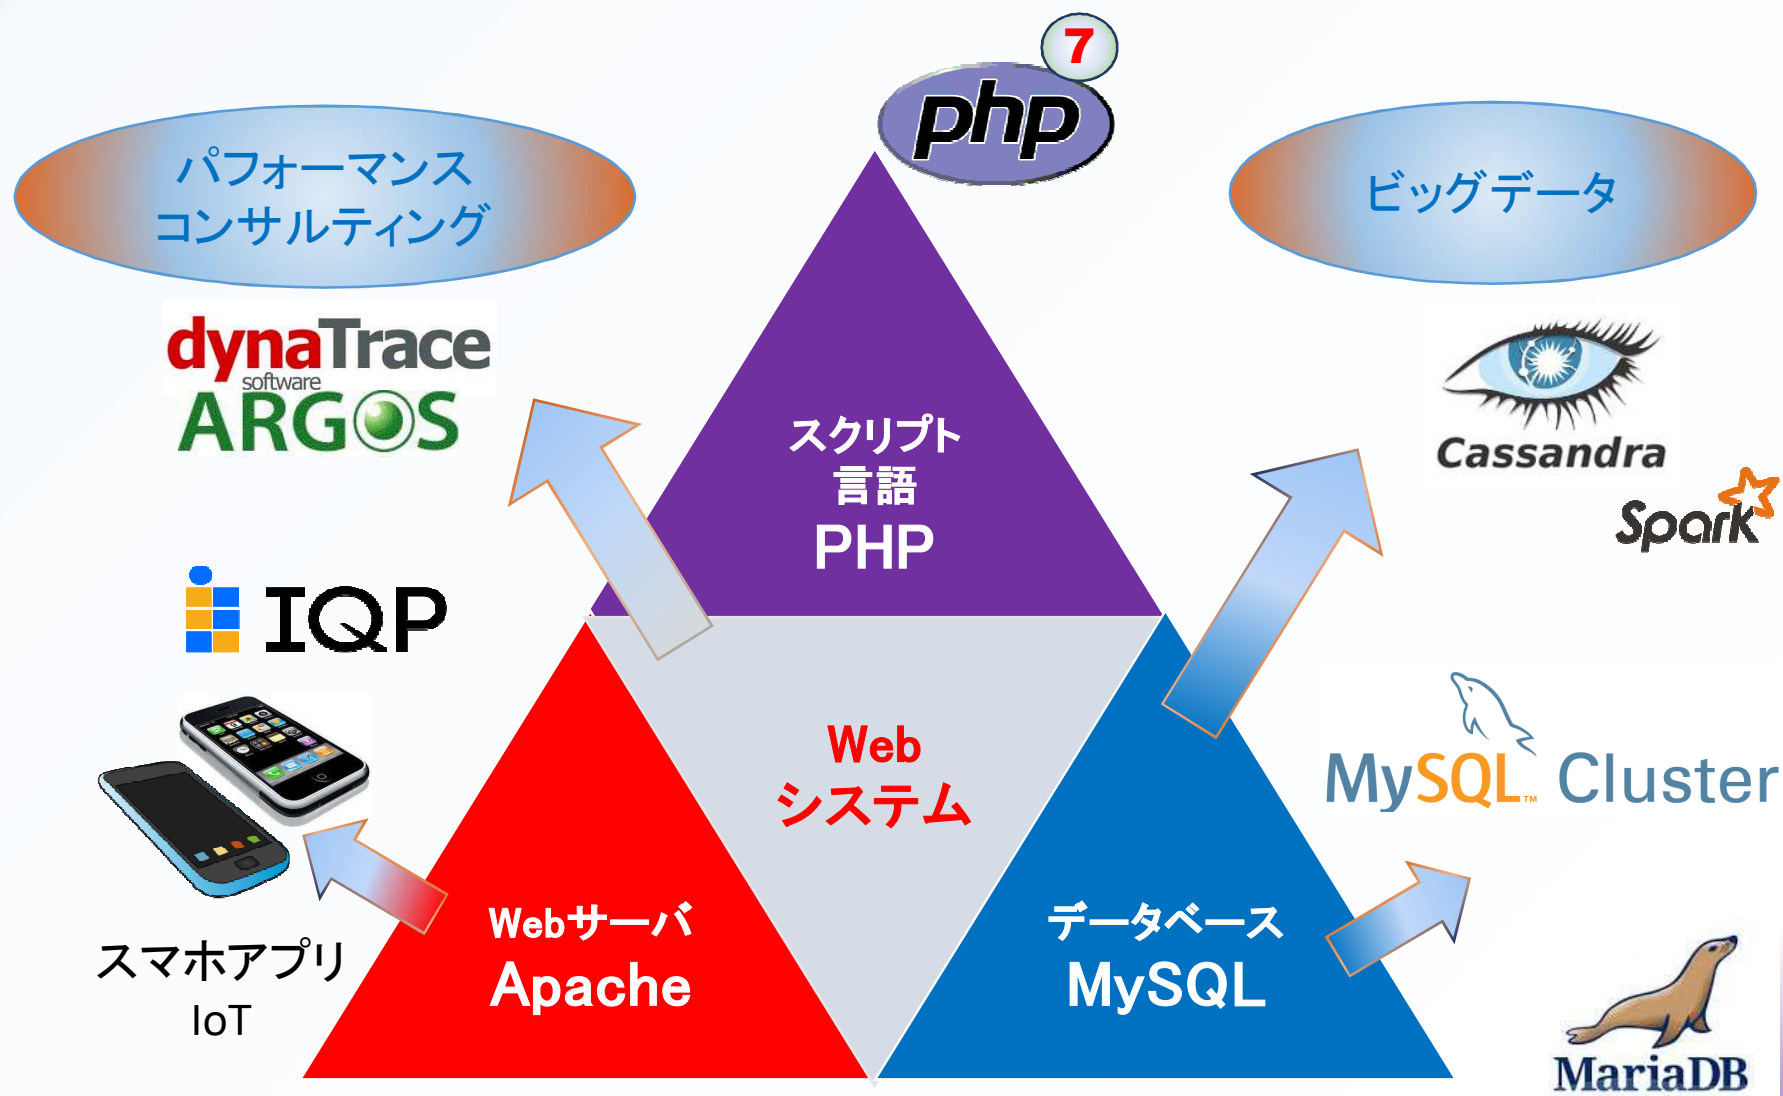 7
php
パフォーマンス
コンサルティング
ビッグデータ
dynaTrace
software
ARGOS
Cassandra
Spark
スクリプト
言語
PHP
IQP
Web
システム
MySQL™ Cluster
Webサーバ
Apache
データベース
MySQL
スマホアプリ
IoT
MariaDB